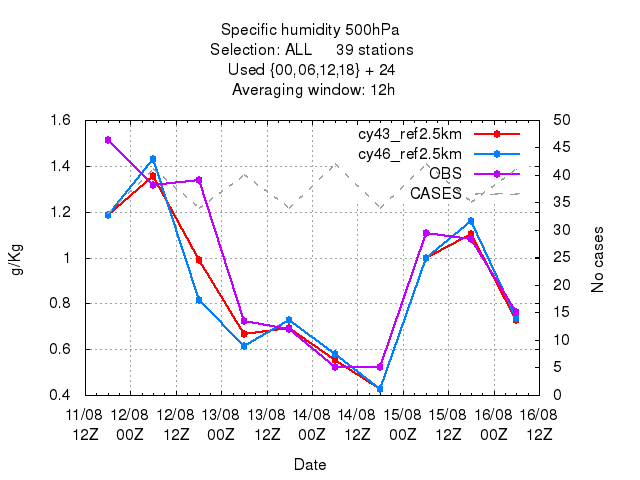 Specific humidity 500hPa
Selection: ALL 39 stations
Used {00,06,12,18} + 24
Averaging window: 12h
1.6
1.4
1.2
1
0.8
0.6
0.4
g/Kg
50
45
40
35
30
25
20
15
10
5
0
No cases
cy43_ref2.5km
cy46_ref2.5km
OBS
CASES
11/08 12/08 12/08 13/08 13/08 14/08 14/08 15/08 15/08 16/08 16/08
12Z 00Z 12Z 00Z 12Z 00Z 12Z 00Z 12Z 00Z 12Z
Date